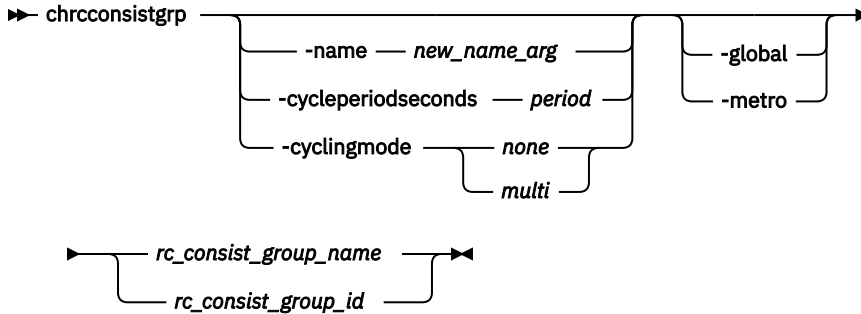 chrcconsistgrp
-name new_name_arg -global
-cycleperiodseconds period -metro
-cyclingmode none
multi
rc_consist_group_name
rc_consist_group_id